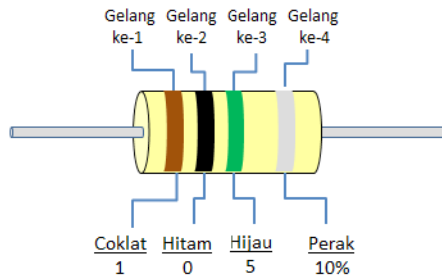 Gelang ke-1
Gelang ke-2
Gelang ke-3
Gelang ke-4
Coklat
1
Hitam
0
Hijau
5
Perak
10%